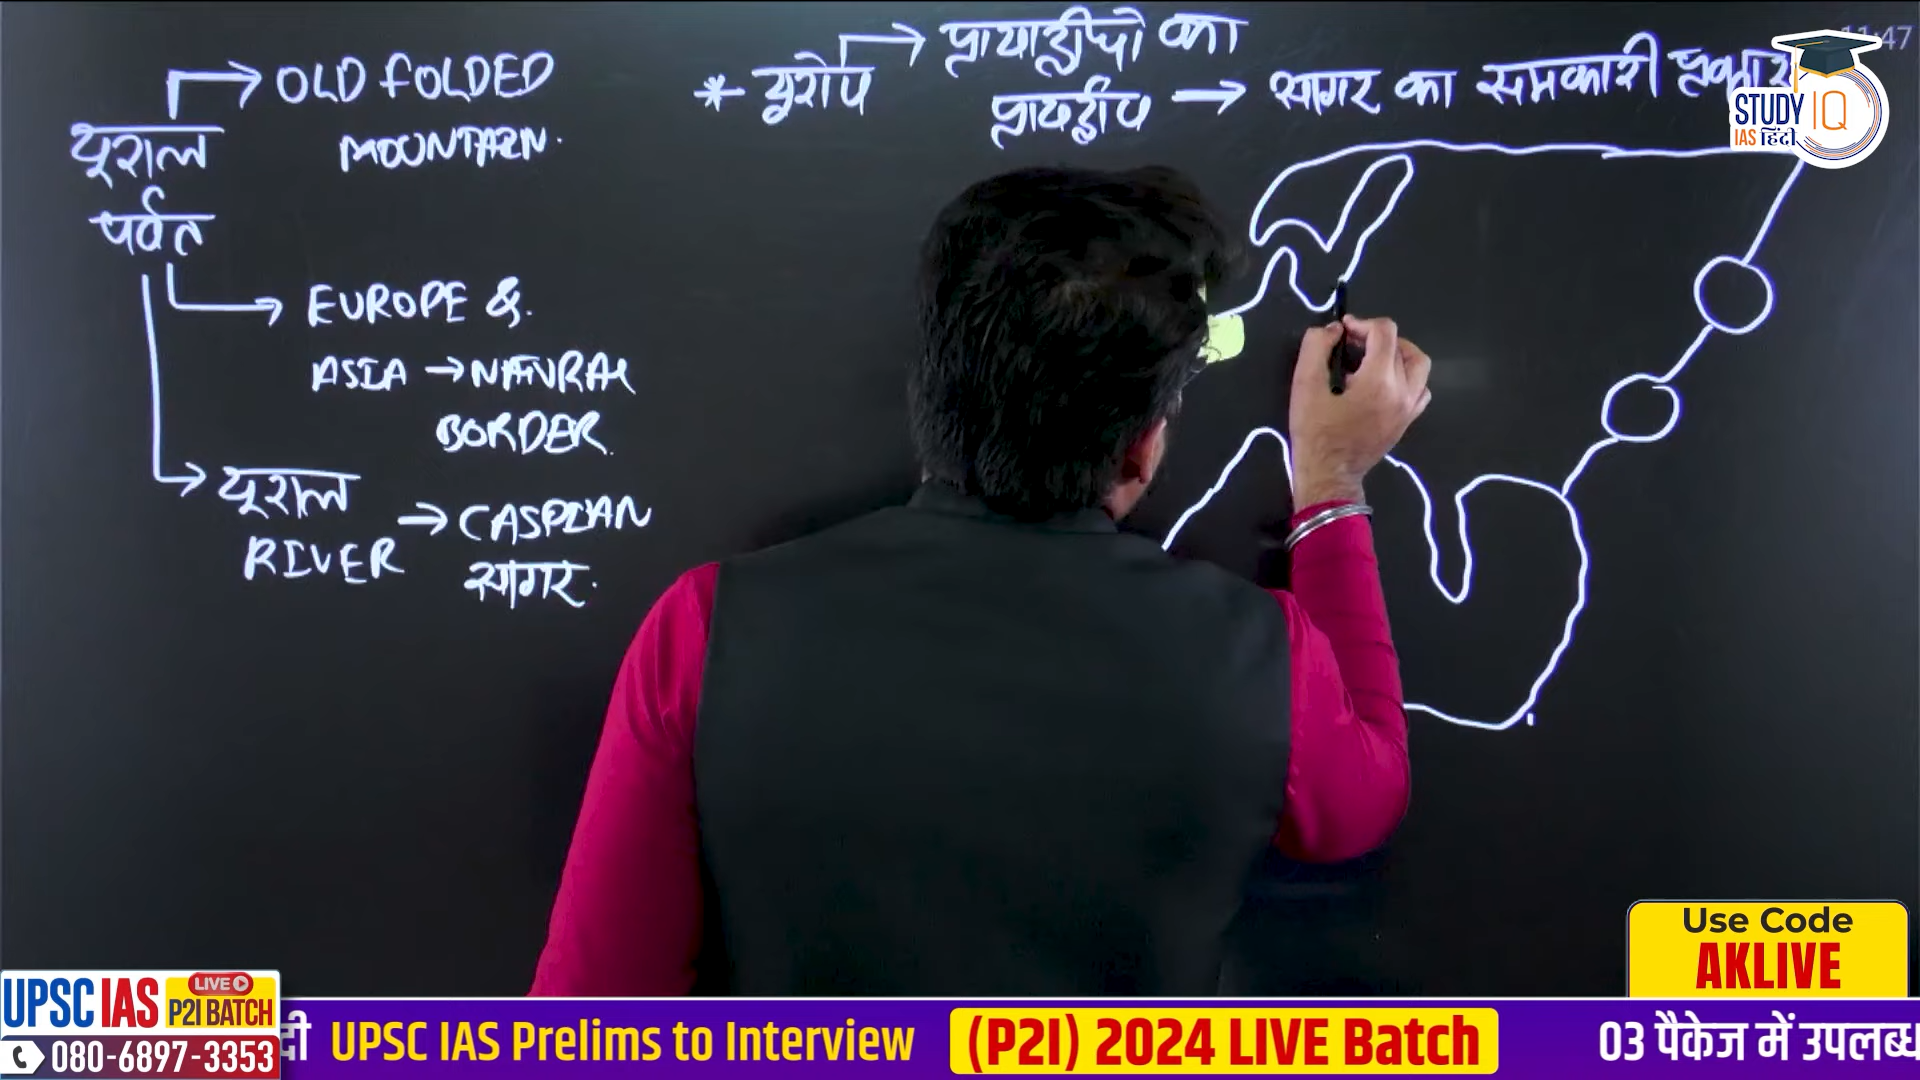 OLD FOLDED
MOUNTAIN.
यूराल
पर्वत
EUROPE &
ASIA → NATURAL
BORDER
यूराल
RIVER → CASPIAN
सागर.
* यूरोप → प्रायद्वीपो का
प्रायद्वीप → सागर का समकारी
:47
STUDY IQ
IAS हिंदी
Use Code
AKLIVE
UPSC IAS
LIVE
P2I BATCH
080-6897-3353
UPSC IAS Prelims to Interview (P2I) 2024 LIVE Batch 03 पैकेज में